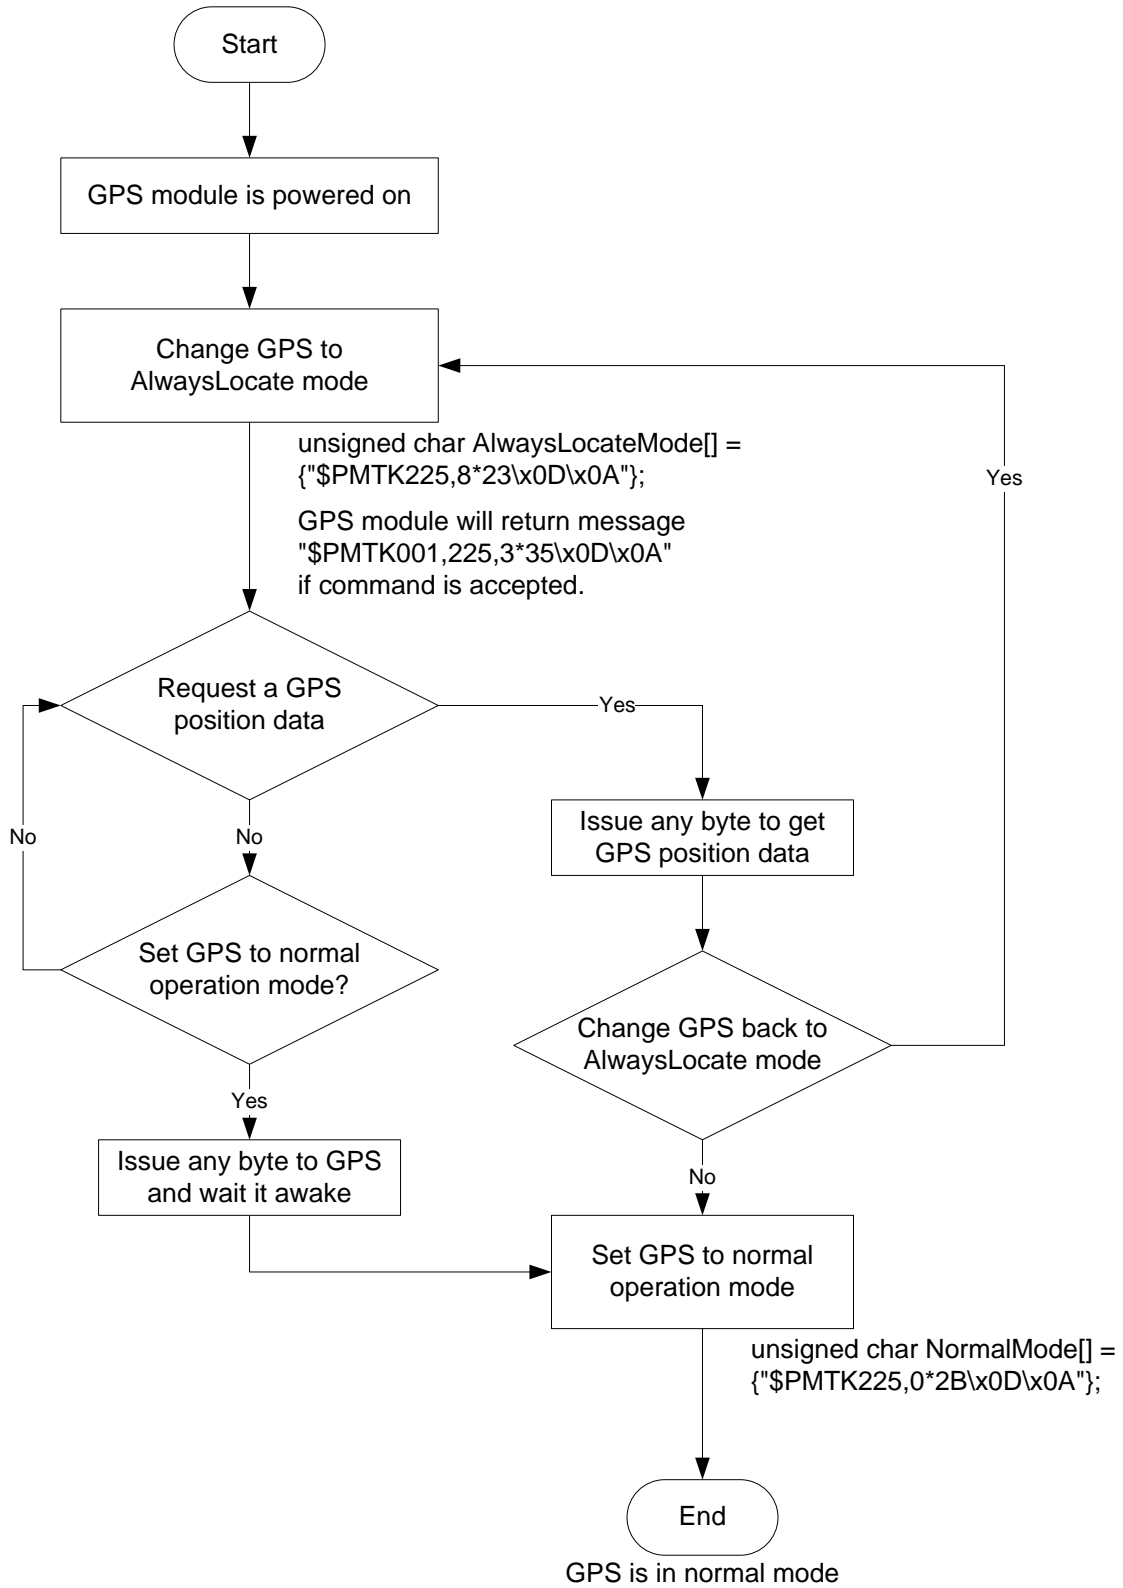 Start
GPS module is powered on
Change GPS to
AlwaysLocate mode
unsigned char AlwaysLocateMode[] =
{"$PMTK225,8*23\x0D\x0A"};
Yes
GPS module will return message
"$PMTK001,225,3*35\x0D\x0A"
if command is accepted.
Request a GPS
position data
Yes
No
No
Issue any byte to get
GPS position data
Set GPS to normal
operation mode?
Change GPS back to
AlwaysLocate mode
Yes
Issue any byte to GPS
and wait it awake
No
Set GPS to normal
operation mode
unsigned char NormalMode[] =
{"$PMTK225,0*2B\x0D\x0A"};
End
GPS is in normal mode